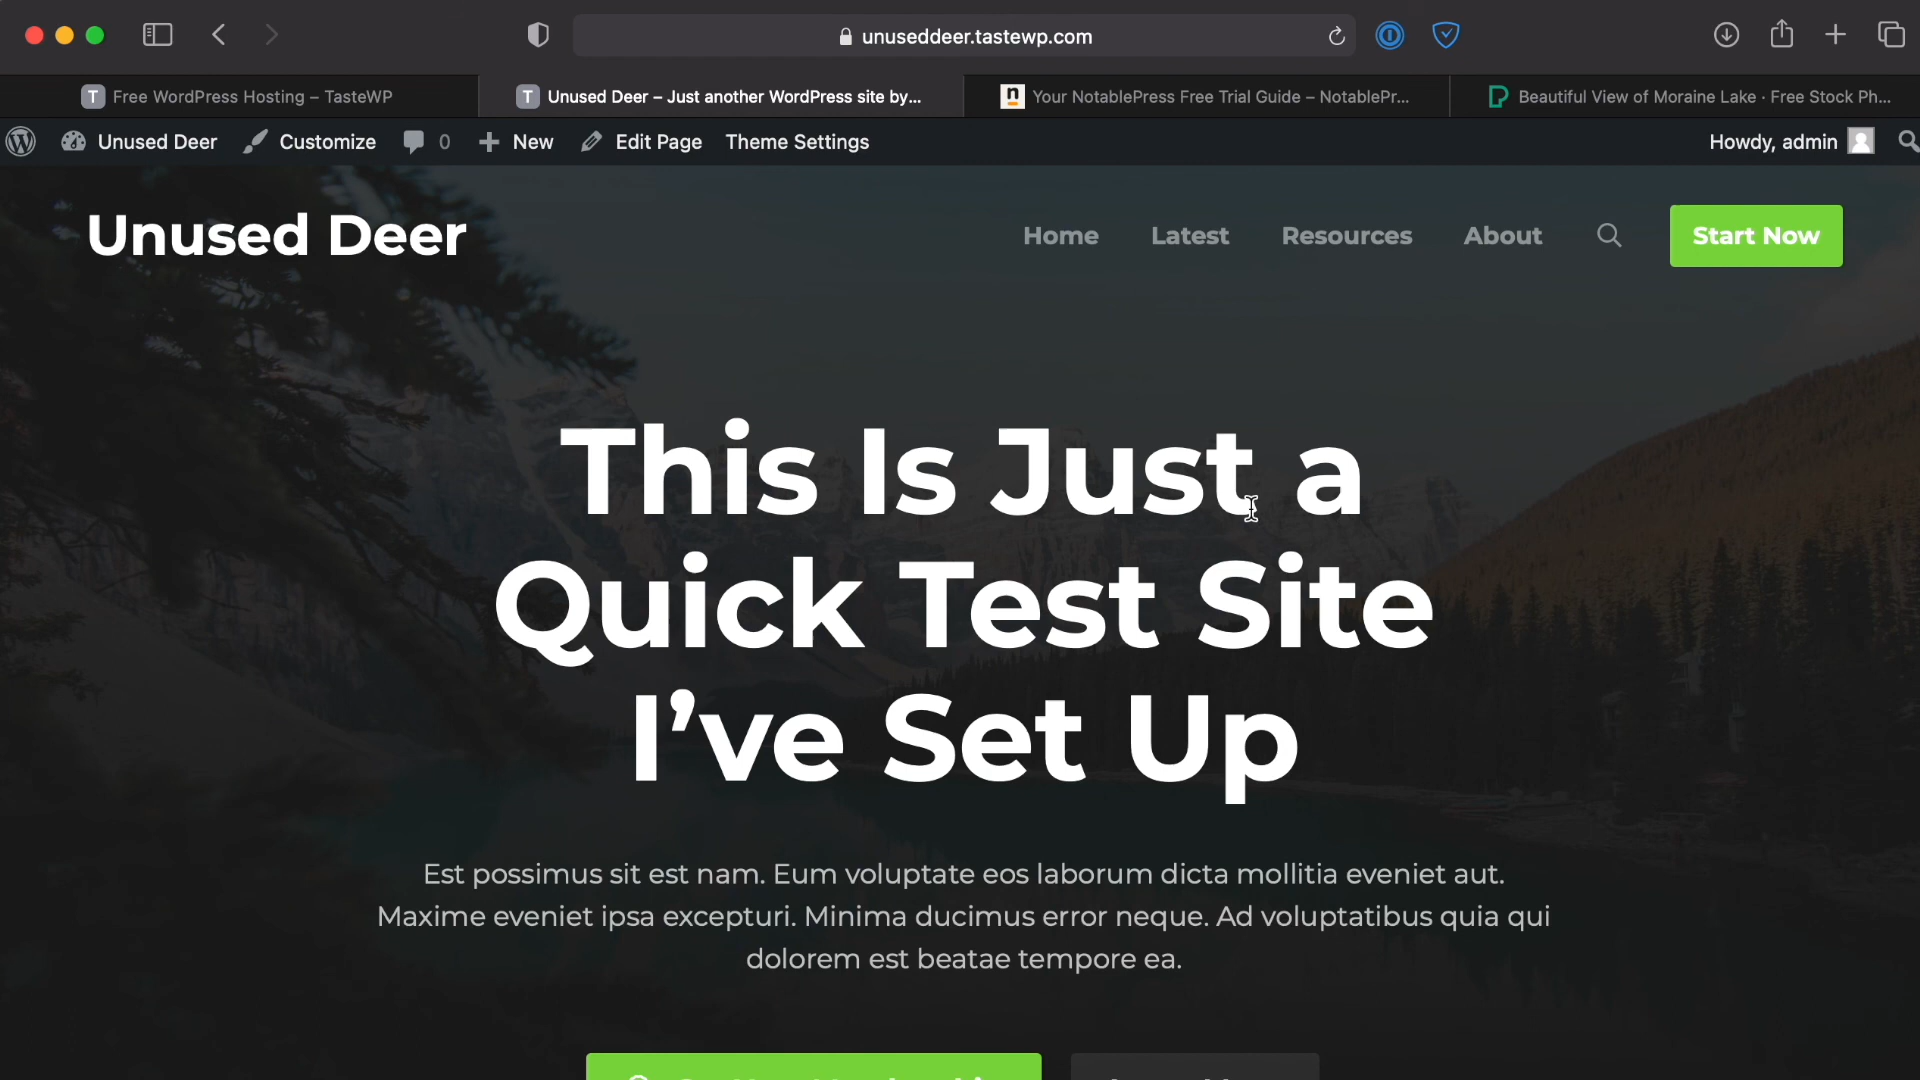 unuseddeer.tastewp.com
T Free WordPress Hosting – TasteWP
T Unused Deer – Just another WordPress site by...
n Your NotablePress Free Trial Guide – NotablePr...
Beautiful View of Moraine Lake · Free Stock Ph...
Unused Deer Customize 0 New Edit Page Theme Settings Howdy, admin
Unused Deer Home Latest Resources About Start Now
This Is Just a
Quick Test Site
I’ve Set Up
Est possimus sit est nam. Eum voluptate eos laborum dicta mollitia eveniet aut.
Maxime eveniet ipsa excepturi. Minima ducimus error neque. Ad voluptatibus quia qui
dolorem est beatae tempore ea.